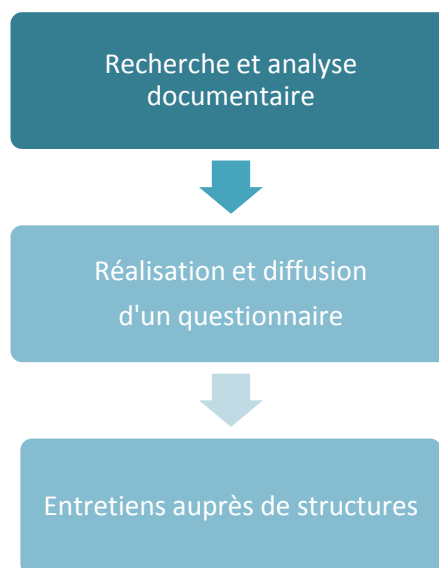 Recherche et analyse
documentaire
Réalisation et diffusion
d'un questionnaire
Entretiens auprès de structures